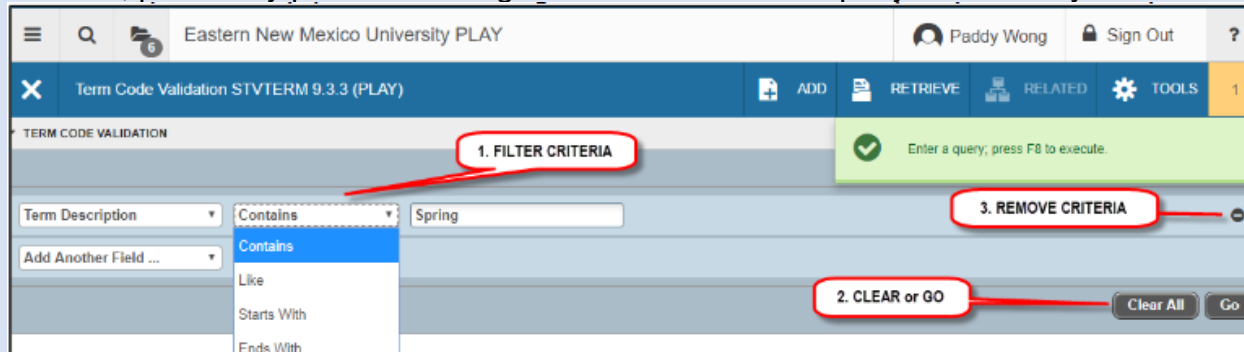 6
Eastern New Mexico University PLAY
Paddy Wong
Sign Out
?
Term Code Validation STVTERM 9.3.3 (PLAY)
ADD
RETRIEVE
RELATED
TOOLS
1
TERM CODE VALIDATION
1. FILTER CRITERIA
Enter a query; press F8 to execute.
Term Description
Contains
Spring
3. REMOVE CRITERIA
Add Another Field ...
Contains
Like
2. CLEAR or GO
Clear All
Go
Starts With
Ends With